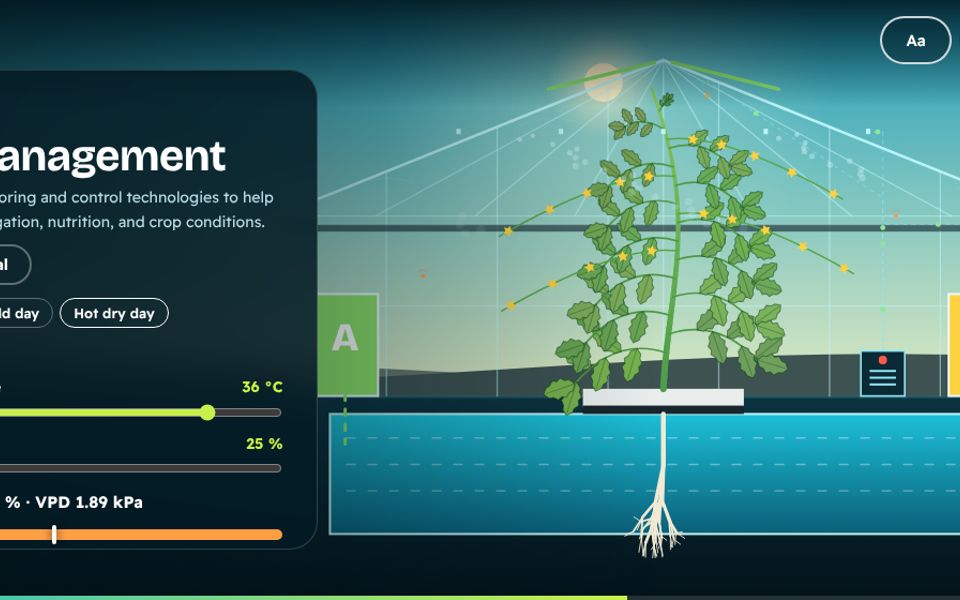 Aa
anagement
oring and control technologies to help
gation, nutrition, and crop conditions.
al
ld day
Hot dry day
36 °C
25 %
% · VPD 1.89 kPa
A